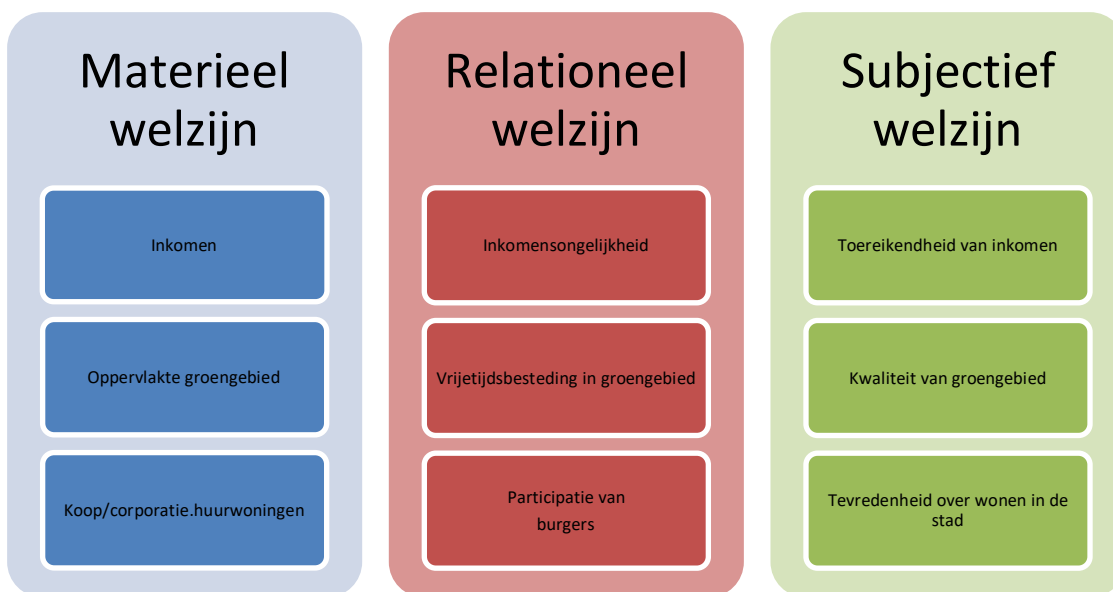 Materieel
welzijn
Inkomen
Oppervlakte groengebied
Koop/corporatie.huurwoningen
Relationeel
welzijn
Inkomensongelijkheid
Vrijetijdsbesteding in groengebied
Participatie van
burgers
Subjectief
welzijn
Toereikendheid van inkomen
Kwaliteit van groengebied
Tevredenheid over wonen in de
stad